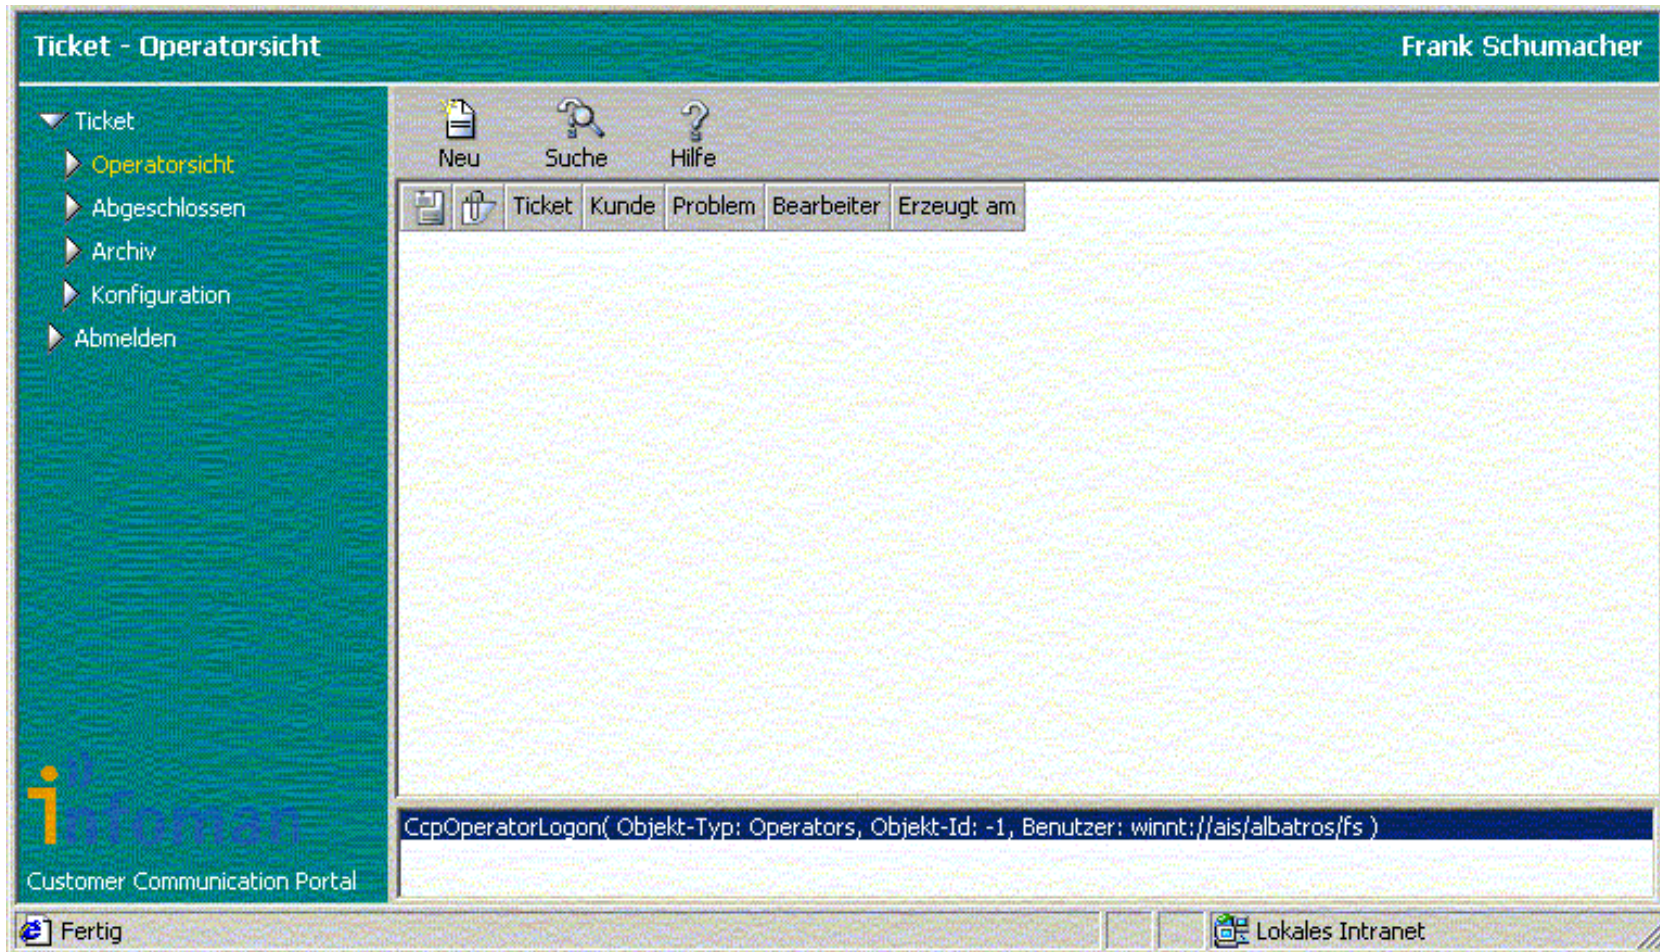 Ticket - Operatorsicht
Frank Schumacher
Ticket
Operatorsicht
Abgeschlossen
Archiv
Konfiguration
Abmelden
Neu Suche Hilfe
Ticket Kunde Problem Bearbeiter Erzeugt am
infoman
Customer Communication Portal
CcpOperatorLogon( Objekt-Typ: Operators, Objekt-Id: -1, Benutzer: winnt://ais/albatros/fs )
Fertig
Lokales Intranet